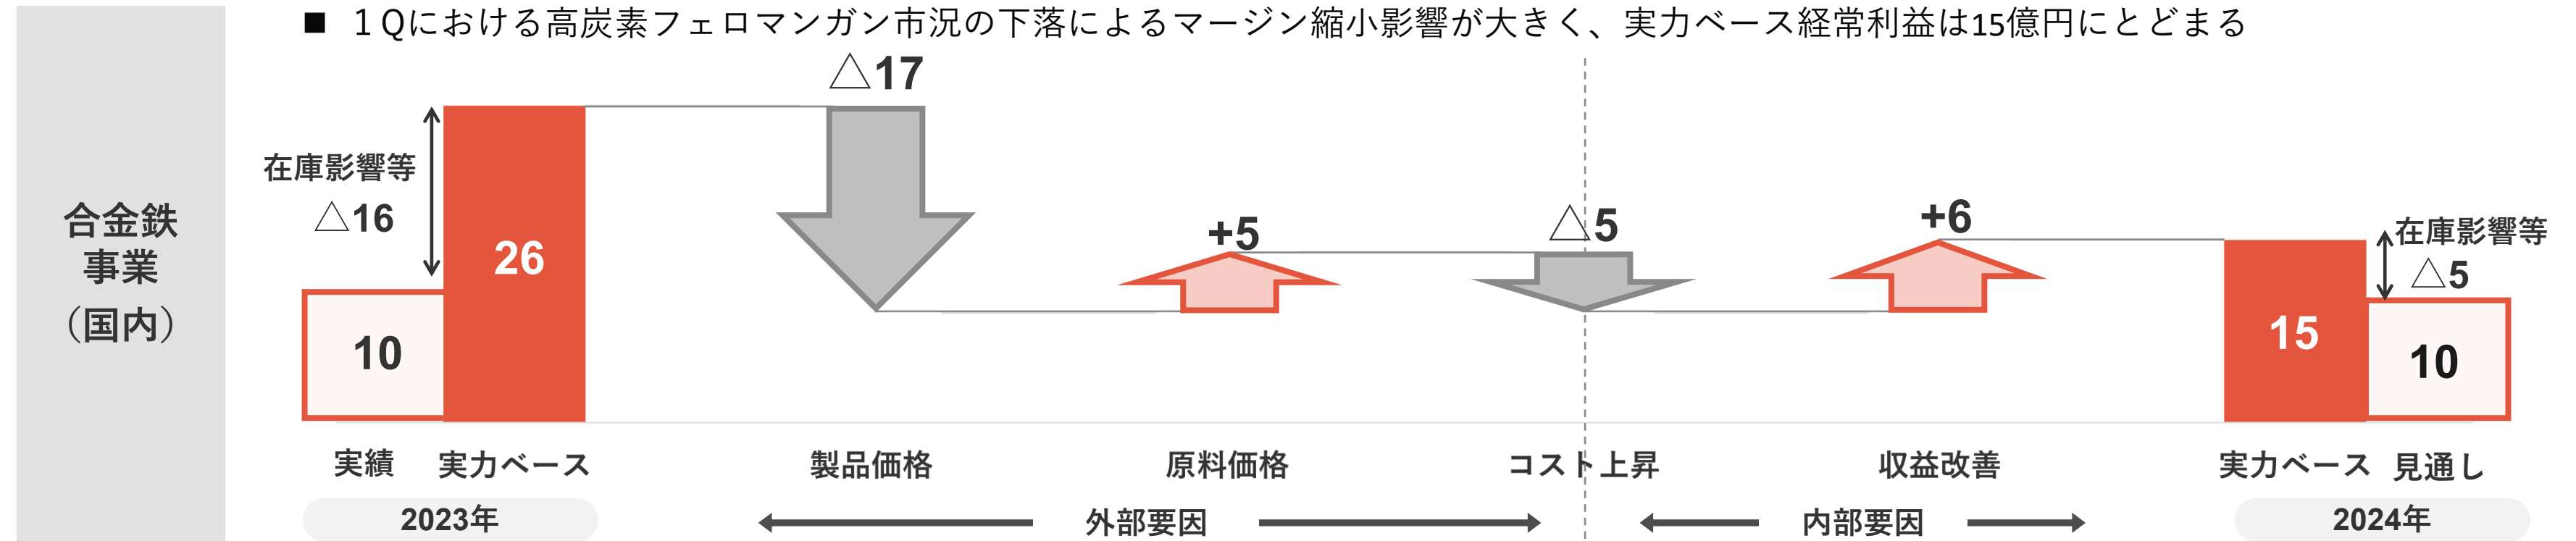 ■ １Qにおける高炭素フェロマンガン市況の下落によるマージン縮小影響が大きく、実力ベース経常利益は15億円にとどまる
合金鉄
事業
（国内）
在庫影響等
△16
10
26
△17
+5
△5
+6
15
在庫影響等
△5
10
実績 実力ベース 製品価格 原料価格 コスト上昇 収益改善 実力ベース 見通し
2023年 外部要因 内部要因 2024年